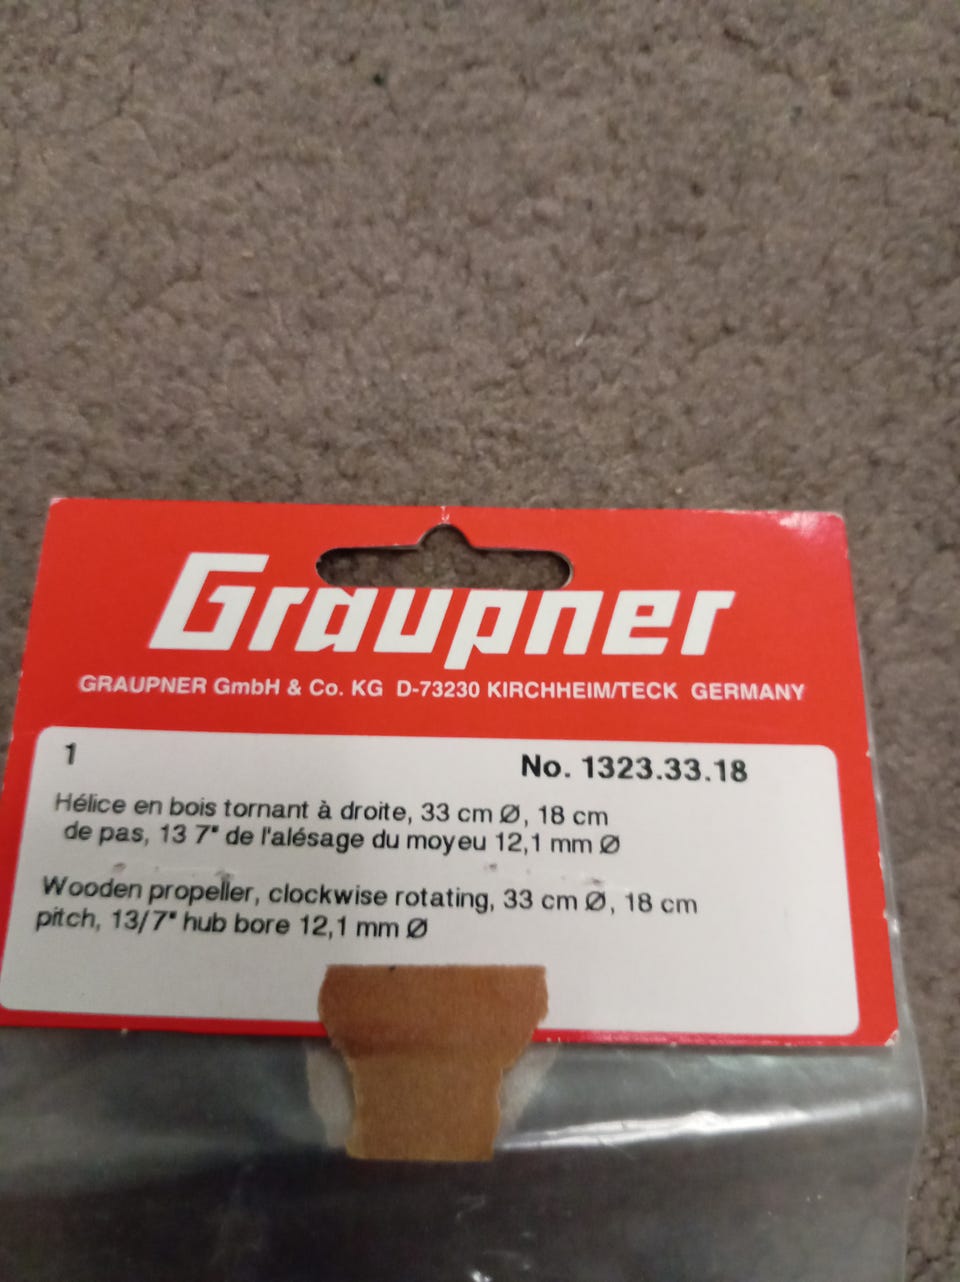 Graupner
GRAUPNER GmbH & Co. KG D-73230 KIRCHHEIM/TECK GERMANY
1
No. 1323.33.18
Hélice en bois tornant à droite, 33 cm Ø, 18 cm
de pas, 13 7" de l'alésage du moyeu 12,1 mm Ø
Wooden propeller, clockwise rotating, 33 cm Ø, 18 cm
pitch, 13/7" hub bore 12,1 mm Ø